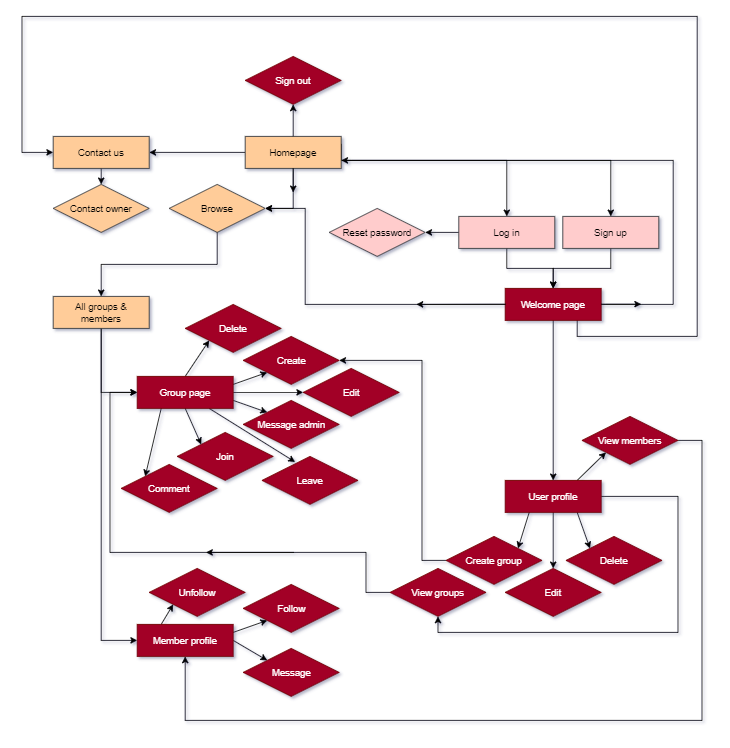 Sign out
Contact us
Homepage
Contact owner
Browse
Reset password
Log in
Sign up
All groups &
members
Welcome page
Delete
Create
Group page
Edit
Message admin
View members
Join
Leave
Comment
User profile
Create group
Delete
View groups
Edit
Unfollow
Follow
Member profile
Message